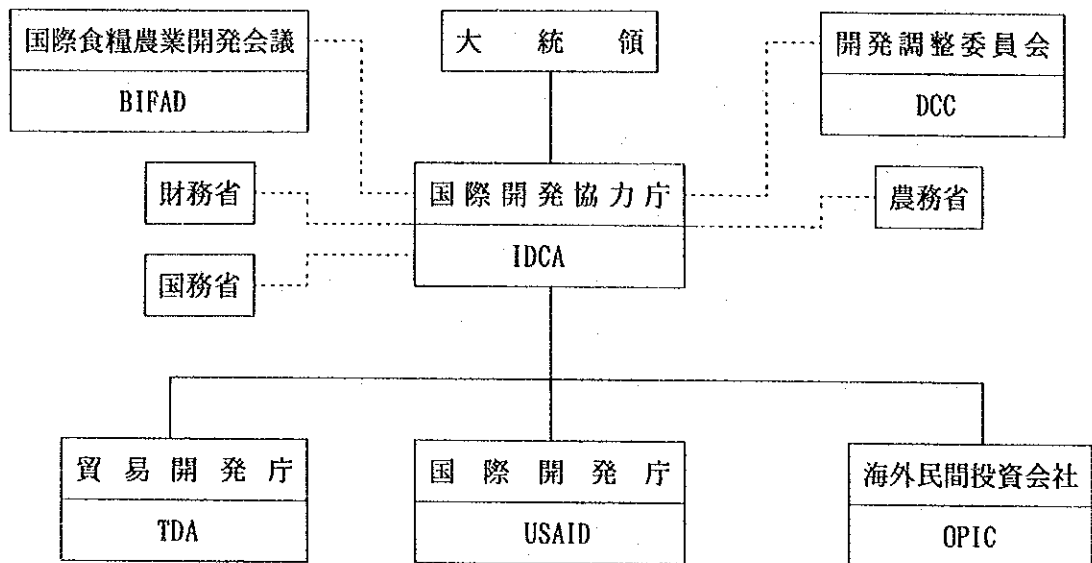 国際食糧農業開発会議
BIFAD
大統領
開発調整委員会
DCC
財務省
国際開発協力庁
農務省
IDCA
国務省
貿易開発庁
TDA
国際開発庁
USAID
海外民間投資会社
OPIC